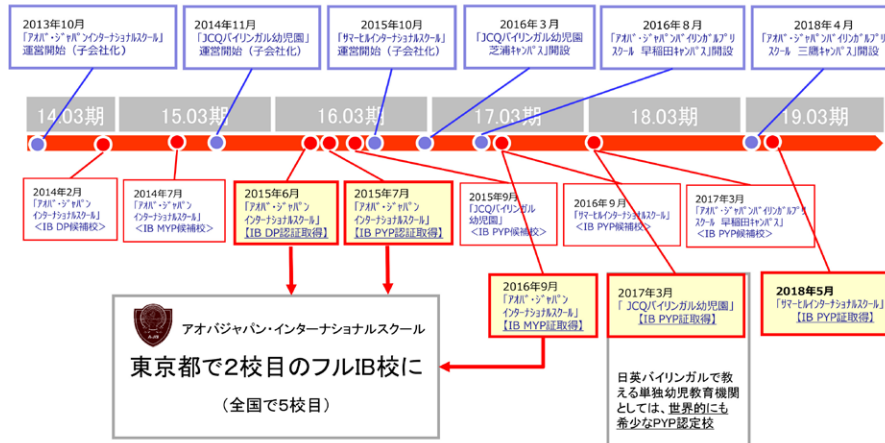 2013年10月
「アオバ・ジャパンインターナショナルスクール」
運営開始(子会社化)
2014年11月
「JCQバイリンガル幼児園」
運営開始(子会社化)
2015年10月
「サマーヒルインターナショナルスクール」
運営開始(子会社化)
2016年3月
「JCQバイリンガル幼児園
芝浦キャンパス」開設
2016年8月
「アオバ・ジャパンバイリンガルプリ
スクール 早稲田キャンパス」開設
2018年4月
「アオバ・ジャパンバイリンガルプリ
スクール 三鷹キャンパス」開設
14.03期
15.03期
16.03期
17.03期
18.03期
19.03期
2014年2月
「アオバ・ジャパン
インターナショナルスクール」
<IB DP候補校>
2014年7月
「アオバ・ジャパン
インターナショナルスクール」
<IB MYP候補校>
2015年6月
「アオバ・ジャパン
インターナショナルスクール」
【IB DP認証取得】
2015年7月
「アオバ・ジャパン
インターナショナルスクール」
【IB PYP認証取得】
2015年9月
「JCQバイリンガル
幼児園」
<IB PYP候補校>
2016年9月
「サマーヒルインターナショナルスクール」
<IB PYP候補校>
2017年3月
「アオバ・ジャパンバイリンガルプリ
スクール 早稲田キャンパス」
<IB PYP候補校>
2016年9月
「アオバ・ジャパン
インターナショナルスクール」
【IB MYP証取得】
2017年3月
「JCQバイリンガル幼児園」
【IB PYP証取得】
2018年5月
「サマーヒルインターナショナルスクール」
【IB PYP証取得】
アオバジャパン・インターナショナルスクール
東京都で2校目のフルIB校に
(全国で5校目)
日英バイリンガルで教
える単独幼児教育機関
としては、世界的にも
希少なPYP認定校